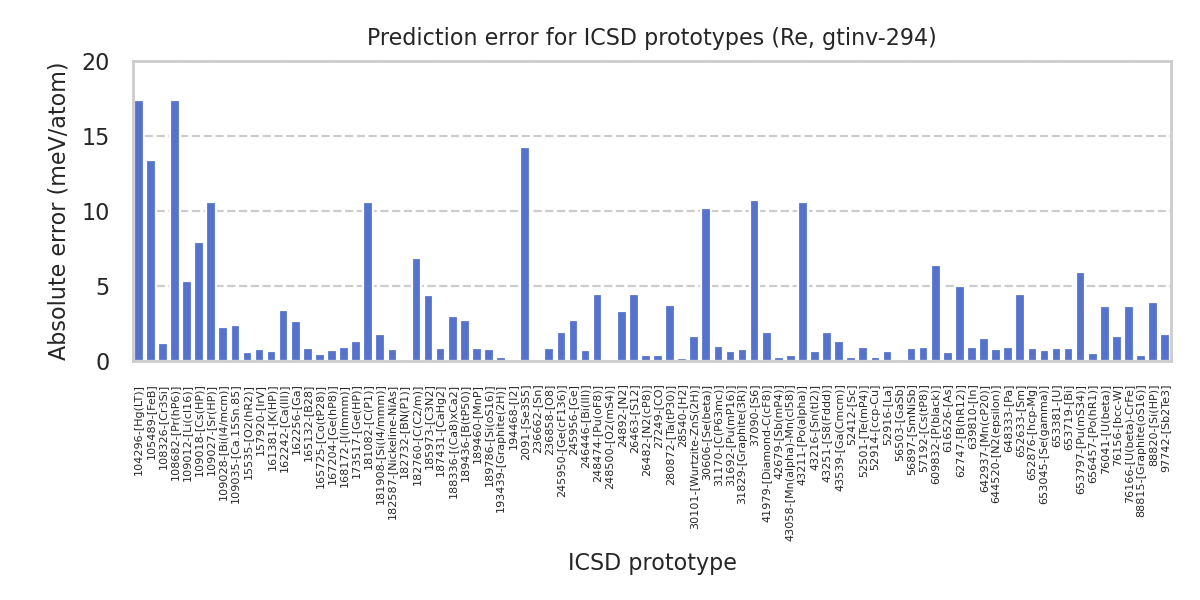 Prediction error for ICSD prototypes (Re, gtinv-294)
Absolute error (meV/atom)
20
15
10
5
0
104296-[Hg(LT)]
105489-[FeB]
108326-[Cr3Si]
108682-[Pr(hP6)]
109012-[Li(cI16)]
109018-[Cs(HP)]
109027-[Sr(HP)]
109028-[Bi(I4/mcm)]
109035-[Ca.15Sn.85]
15535-[O2(hR2)]
157920-[IrV]
161381-[K(HP)]
162242-[Ca(III)]
162256-[Ga]
165132-[B28]
165725-[Co(tP28)]
167204-[Ge(hP8)]
168172-[I(Immm)]
173517-[Ge(HP)]
181082-[C(P1)]
181908-[Si(I4/mmm)]
182587-[Nickeline-NiAs]
182732-[BN(P1)]
182760-[C(C2/m)]
185973-[C3N2]
187431-[CaHg2]
188336-[(Ca8)xCa2]
189436-[B(tP50)]
189460-[MnP]
189786-[Si(oS16)]
193439-[Graphite(2H)]
194468-[I2]
2091-[Se3S5]
236662-[Sn]
236858-[O8]
245950-[Ge(cF136)]
245956-[Ge]
246446-[Bi(III)]
248474-[Pu(oF8)]
248500-[O2(mS4)]
24892-[N2]
26463-[S12]
26482-[N2(cP8)]
27249-[CO]
280872-[Ta(tP30)]
28540-[H2]
30101-[Wurtzite-ZnS(2H)]
30606-[Se(beta)]
31170-[C(P63mc)]
31692-[Pu(mP16)]
31829-[Graphite(3R)]
37090-[S6]
41979-[Diamond-C(cF8)]
42679-[Sb(mP4)]
43058-[Mn(alpha)-Mn(cI58)]
43211-[Po(alpha)]
43216-[Sn(tI2)]
43251-[S8(Fddd)]
43539-[Ga(Cmcm)]
52412-[Sc]
52501-[Te(mP4)]
52914-[ccp-Cu]
52916-[La]
56503-[GaSb]
56897-[SmNiSb]
57192-[Cs(tP8)]
609832-[P(black)]
616526-[As]
62747-[B(hR12)]
639810-[In]
642937-[Mn(cP20)]
644520-[N2(epsilon)]
648333-[Pa]
652633-[Sm]
652876-[hcp-Mg]
653045-[Se(gamma)]
653381-[U]
653719-[Bi]
653797-[Pu(mS34)]
656457-[Po(hR1)]
76041-[U(beta)]
76156-[bcc-W]
76166-[U(beta)-CrFe]
88815-[Graphite(oS16)]
88820-[Si(HP)]
97742-[Sb2Te3]
ICSD prototype